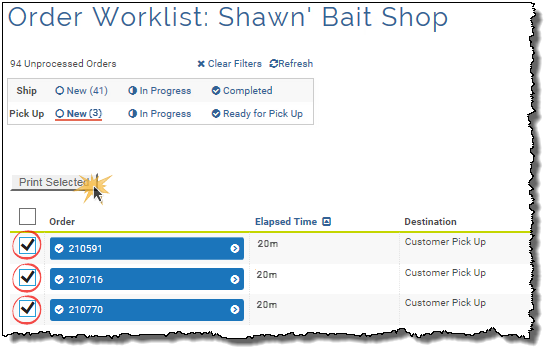 Order Worklist: Shawn' Bait Shop
94 Unprocessed Orders Clear Filters Refresh
Ship New (41) In Progress Completed
Pick Up New (3) In Progress Ready for Pick Up
Print Selected
Order Elapsed Time Destination
210591 20m Customer Pick Up
210716 20m Customer Pick Up
210770 20m Customer Pick Up